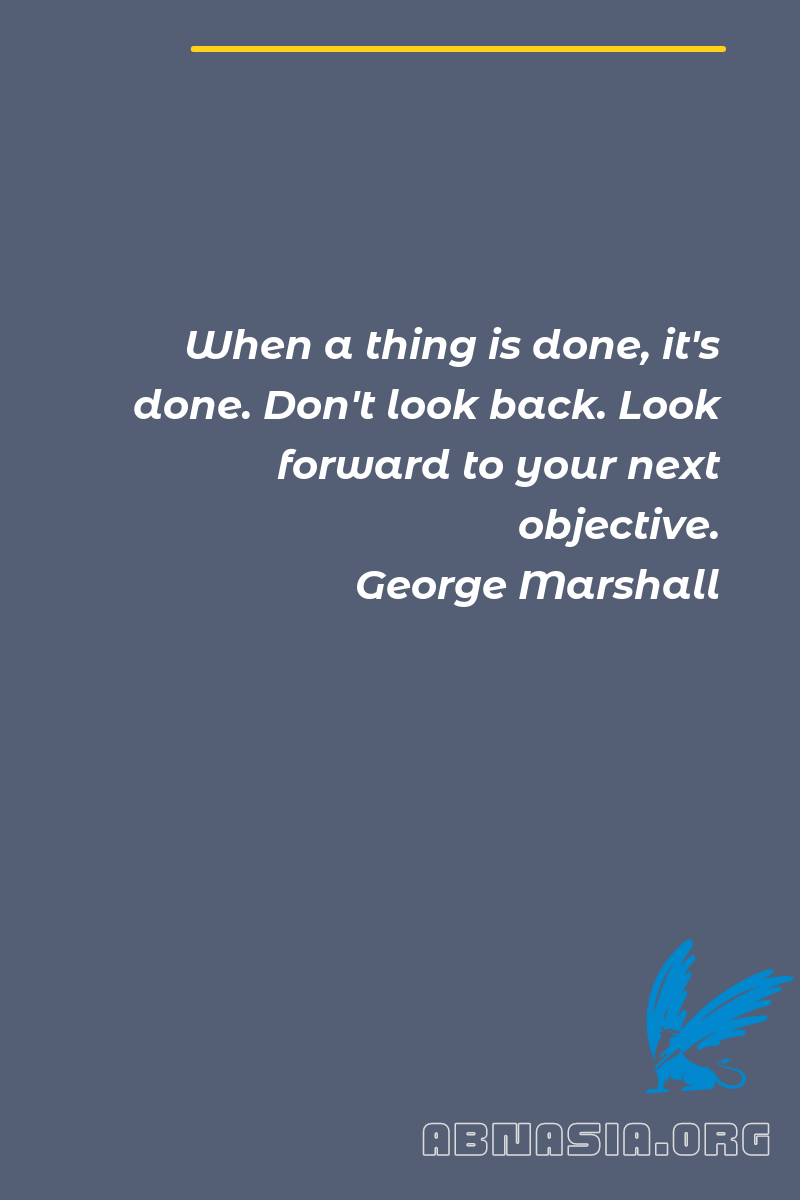 When a thing is done, it's
done. Don't look back. Look
forward to your next
objective.
George Marshall
ABNASIA.ORG